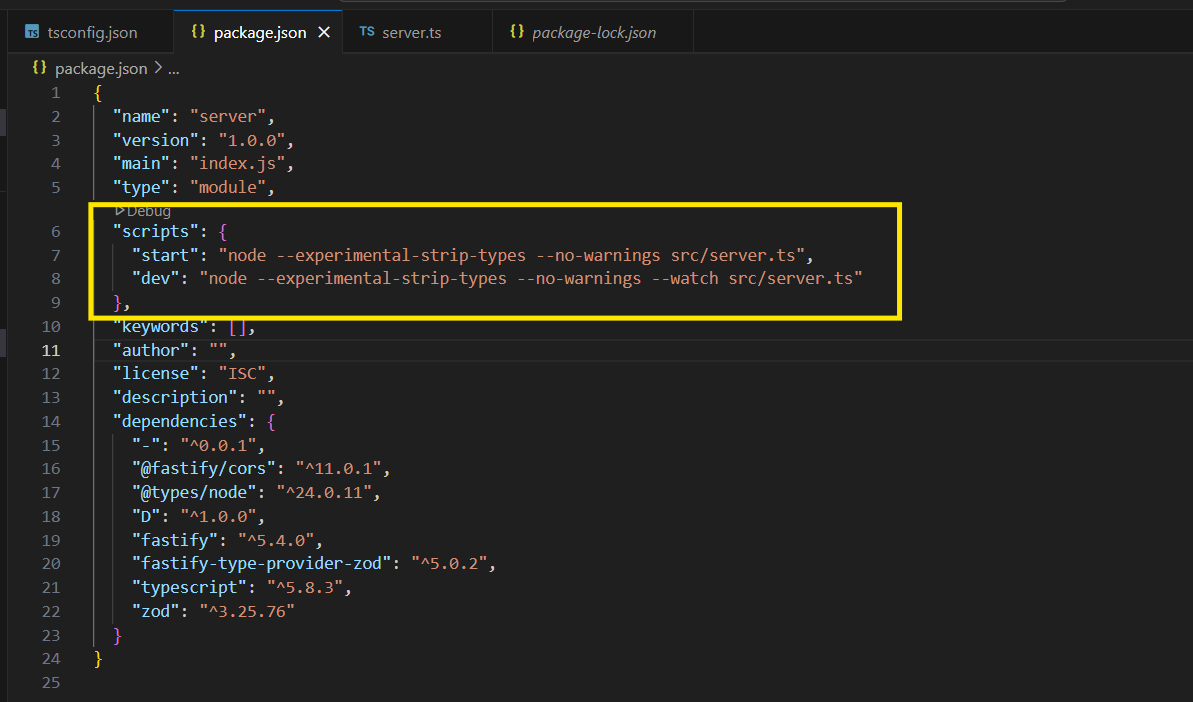 TS tsconfig.json {} package.json × TS server.ts {} package-lock.json
{} package.json > ...
1 {
2 "name": "server",
3 "version": "1.0.0",
4 "main": "index.js",
5 "type": "module",
Debug
6 "scripts": {
7 "start": "node --experimental-strip-types --no-warnings src/server.ts",
8 "dev": "node --experimental-strip-types --no-warnings --watch src/server.ts"
9 },
10 "keywords": [],
11 "author": "",
12 "license": "ISC",
13 "description": "",
14 "dependencies": {
15 "-": "^0.0.1",
16 "@fastify/cors": "^11.0.1",
17 "@types/node": "^24.0.11",
18 "D": "^1.0.0",
19 "fastify": "^5.4.0",
20 "fastify-type-provider-zod": "^5.0.2",
21 "typescript": "^5.8.3",
22 "zod": "^3.25.76"
23 }
24 }
25